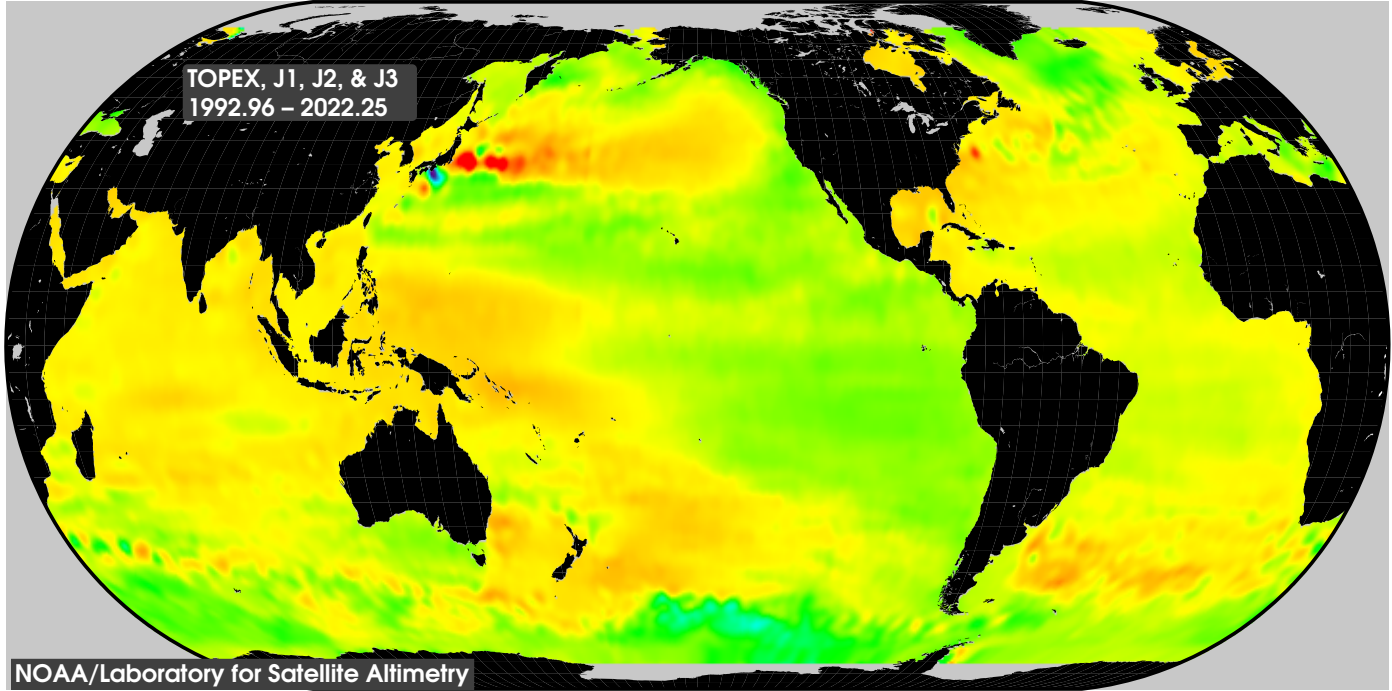 TOPEX, J1, J2, & J3
1992.96 – 2022.25
NOAA/Laboratory for Satellite Altimetry